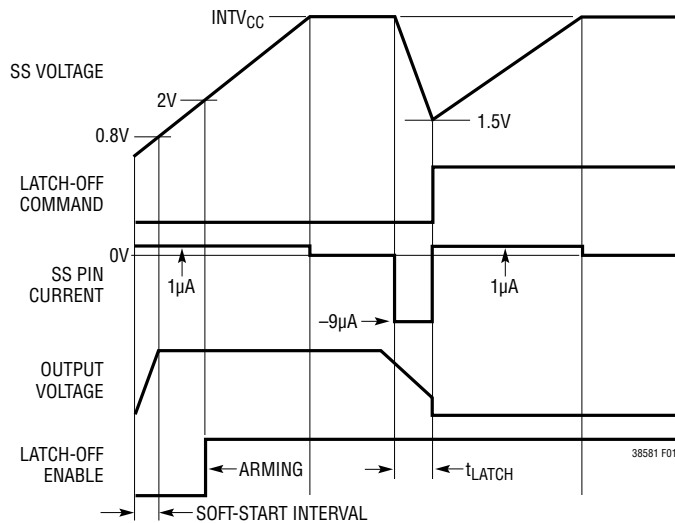 INTVCC
SS VOLTAGE
2V
0.8V
1.5V
LATCH-OFF
COMMAND
0V
SS PIN
CURRENT
1µA
1µA
–9µA
OUTPUT
VOLTAGE
LATCH-OFF
ENABLE
ARMING
tLATCH
38581 F01
SOFT-START INTERVAL